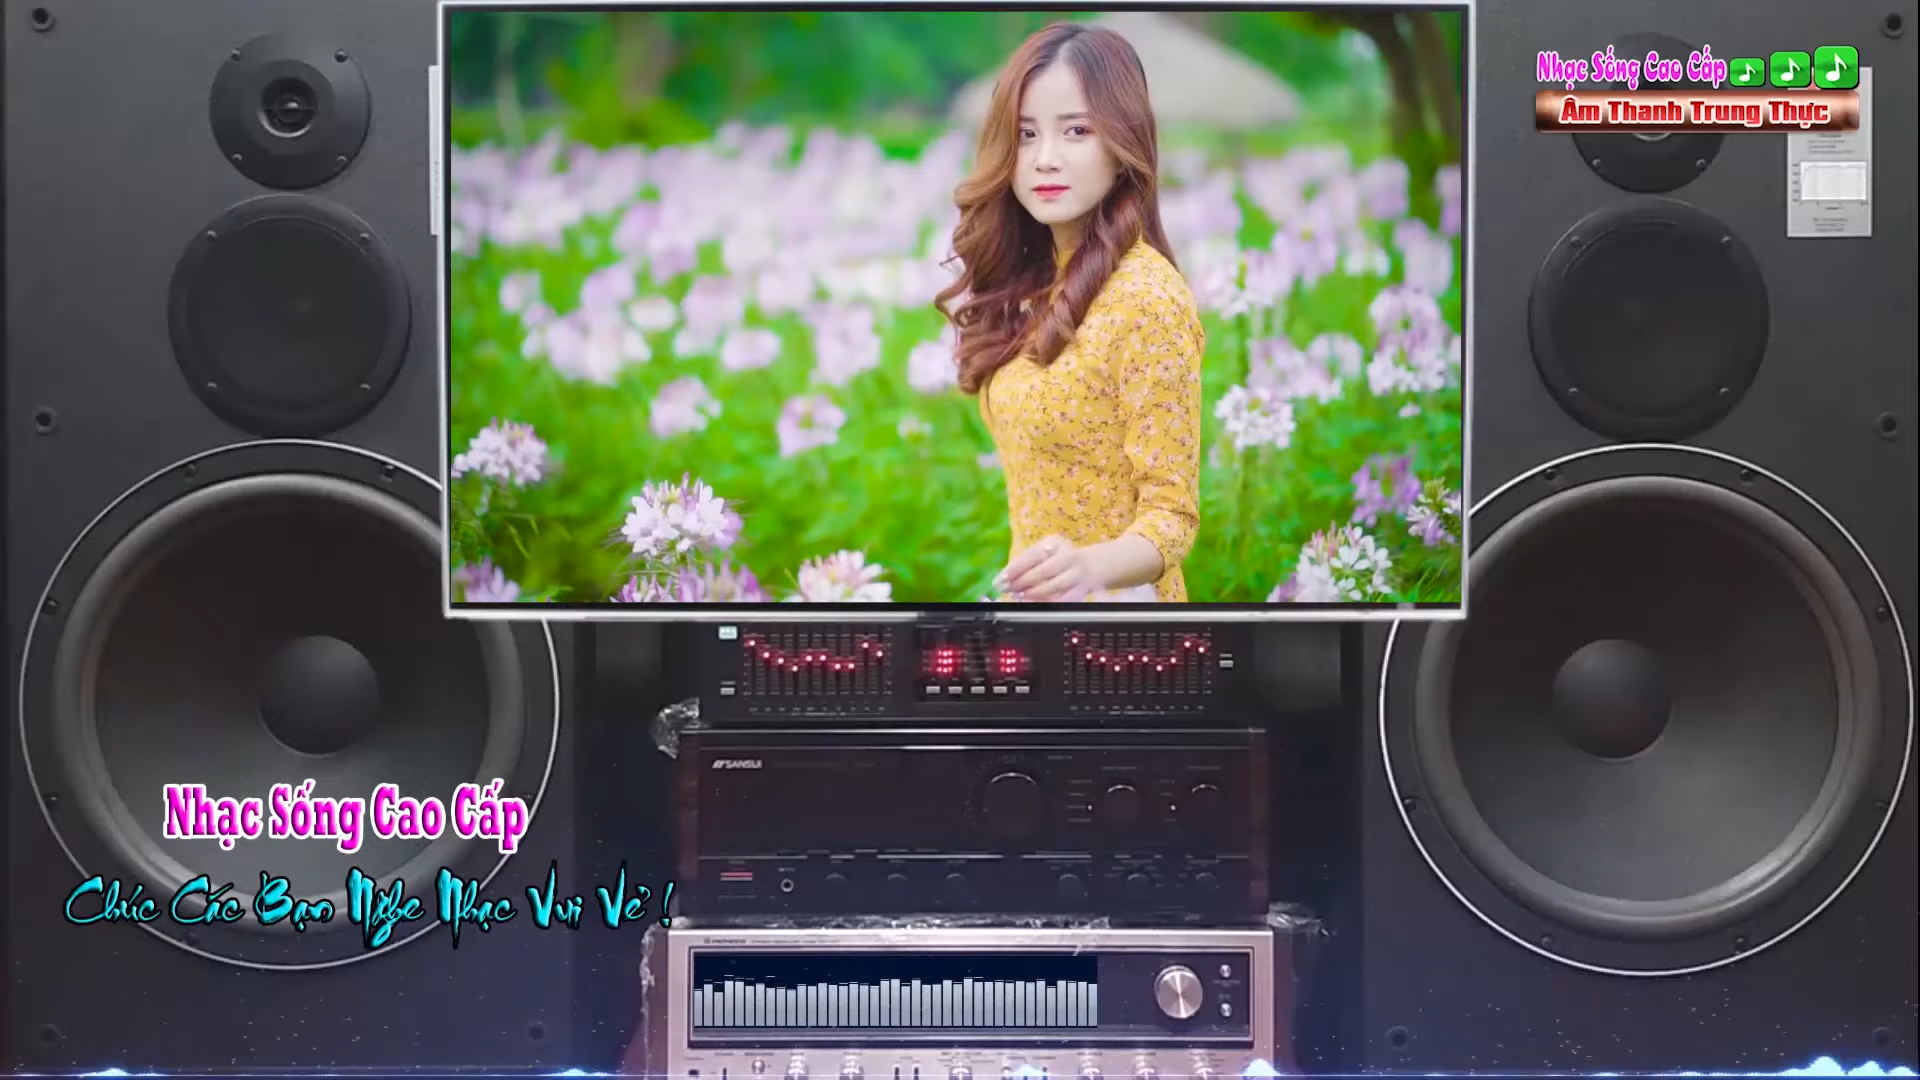 Nhạc Sống Cao Cấp
Âm Thanh Trung Thực
SANSUI
Nhạc Sống Cao Cấp
Chúc Các Bạn Nghe Nhạc Vui Vẻ !
PIONEER